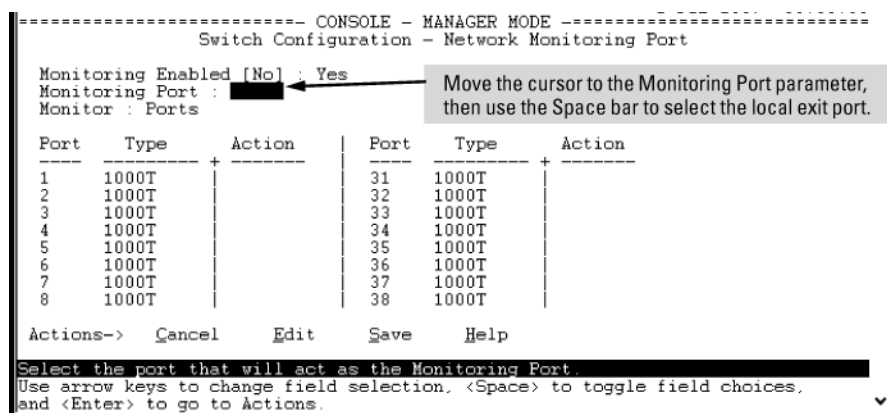 ==========================- CONSOLE - MANAGER MODE -============================
Switch Configuration - Network Monitoring Port
Monitoring Enabled [No] : Yes
Monitoring Port :
Monitor : Ports
Move the cursor to the Monitoring Port parameter,
then use the Space bar to select the local exit port.
Port Type Action | Port Type Action
---- --------- + ------- | ---- --------- + -------
1 1000T | | 31 1000T |
2 1000T | | 32 1000T |
3 1000T | | 33 1000T |
4 1000T | | 34 1000T |
5 1000T | | 35 1000T |
6 1000T | | 36 1000T |
7 1000T | | 37 1000T |
8 1000T | | 38 1000T |
Actions-> Cancel Edit Save Help
Select the port that will act as the Monitoring Port.
Use arrow keys to change field selection, <Space> to toggle field choices,
and <Enter> to go to Actions.